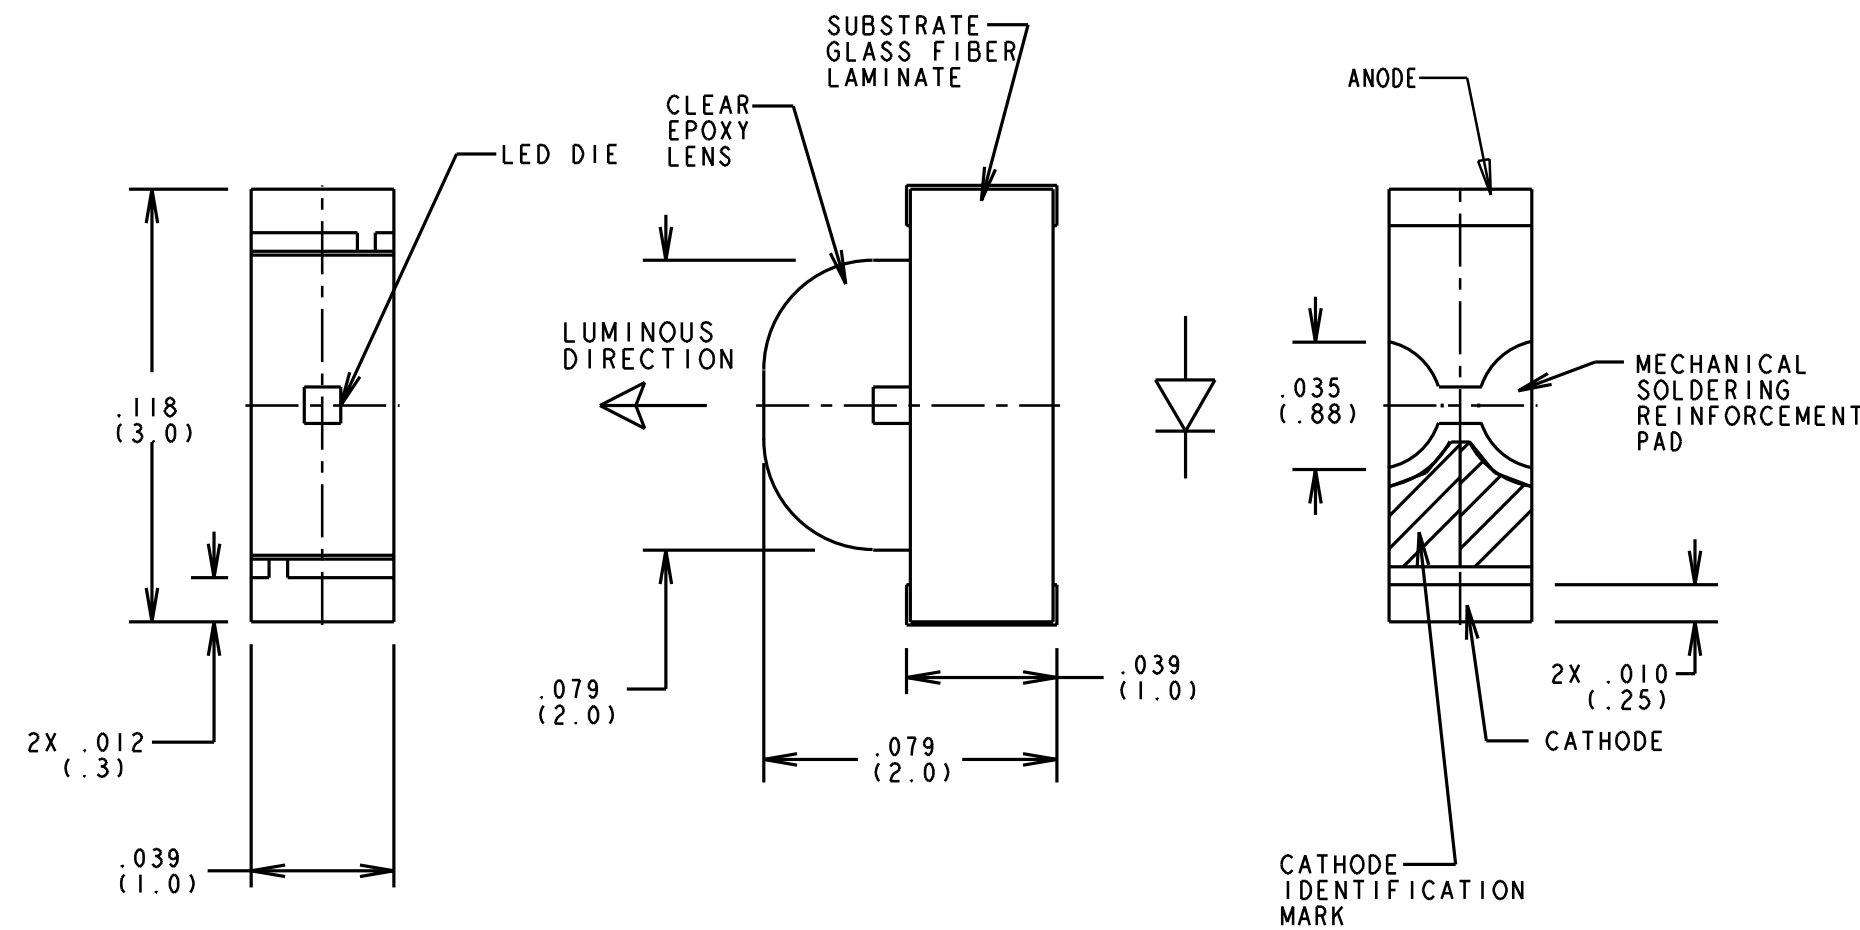 SUBSTRATE
GLASS FIBER
LAMINATE
CLEAR
EPOXY
LENS
LED DIE
ANODE
LUMINOUS
DIRECTION
MECHANICAL
SOLDERING
REINFORCEMENT
PAD
.035
(.88)
.118
(3.0)
.079
(2.0)
.039
(1.0)
2X .010
(.25)
CATHODE
2X .012
(.3)
.079
(2.0)
.039
(1.0)
CATHODE
IDENTIFICATION
MARK